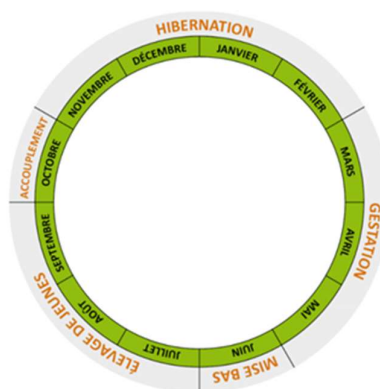 HIBERNATION
JANVIER
FÉVRIER
MARS
AVRIL
MAI
JUIN
JUILLET
AOÛT
SEPTEMBRE
OCTOBRE
NOVEMBRE
DÉCEMBRE
GESTATION
MISE BAS
ÉLEVAGE DE JEUNES
ACCOUPLEMENT